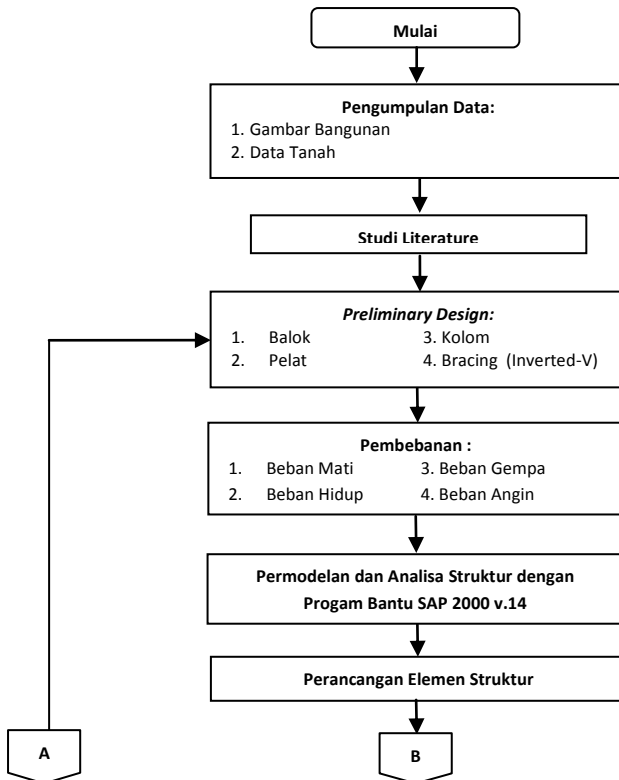 Mulai
Pengumpulan Data:
1. Gambar Bangunan
2. Data Tanah
Studi Literature
Preliminary Design:
1. Balok 3. Kolom
2. Pelat 4. Bracing (Inverted-V)
Pembebanan :
1. Beban Mati 3. Beban Gempa
2. Beban Hidup 4. Beban Angin
Permodelan dan Analisa Struktur dengan
Progam Bantu SAP 2000 v.14
Perancangan Elemen Struktur
A B